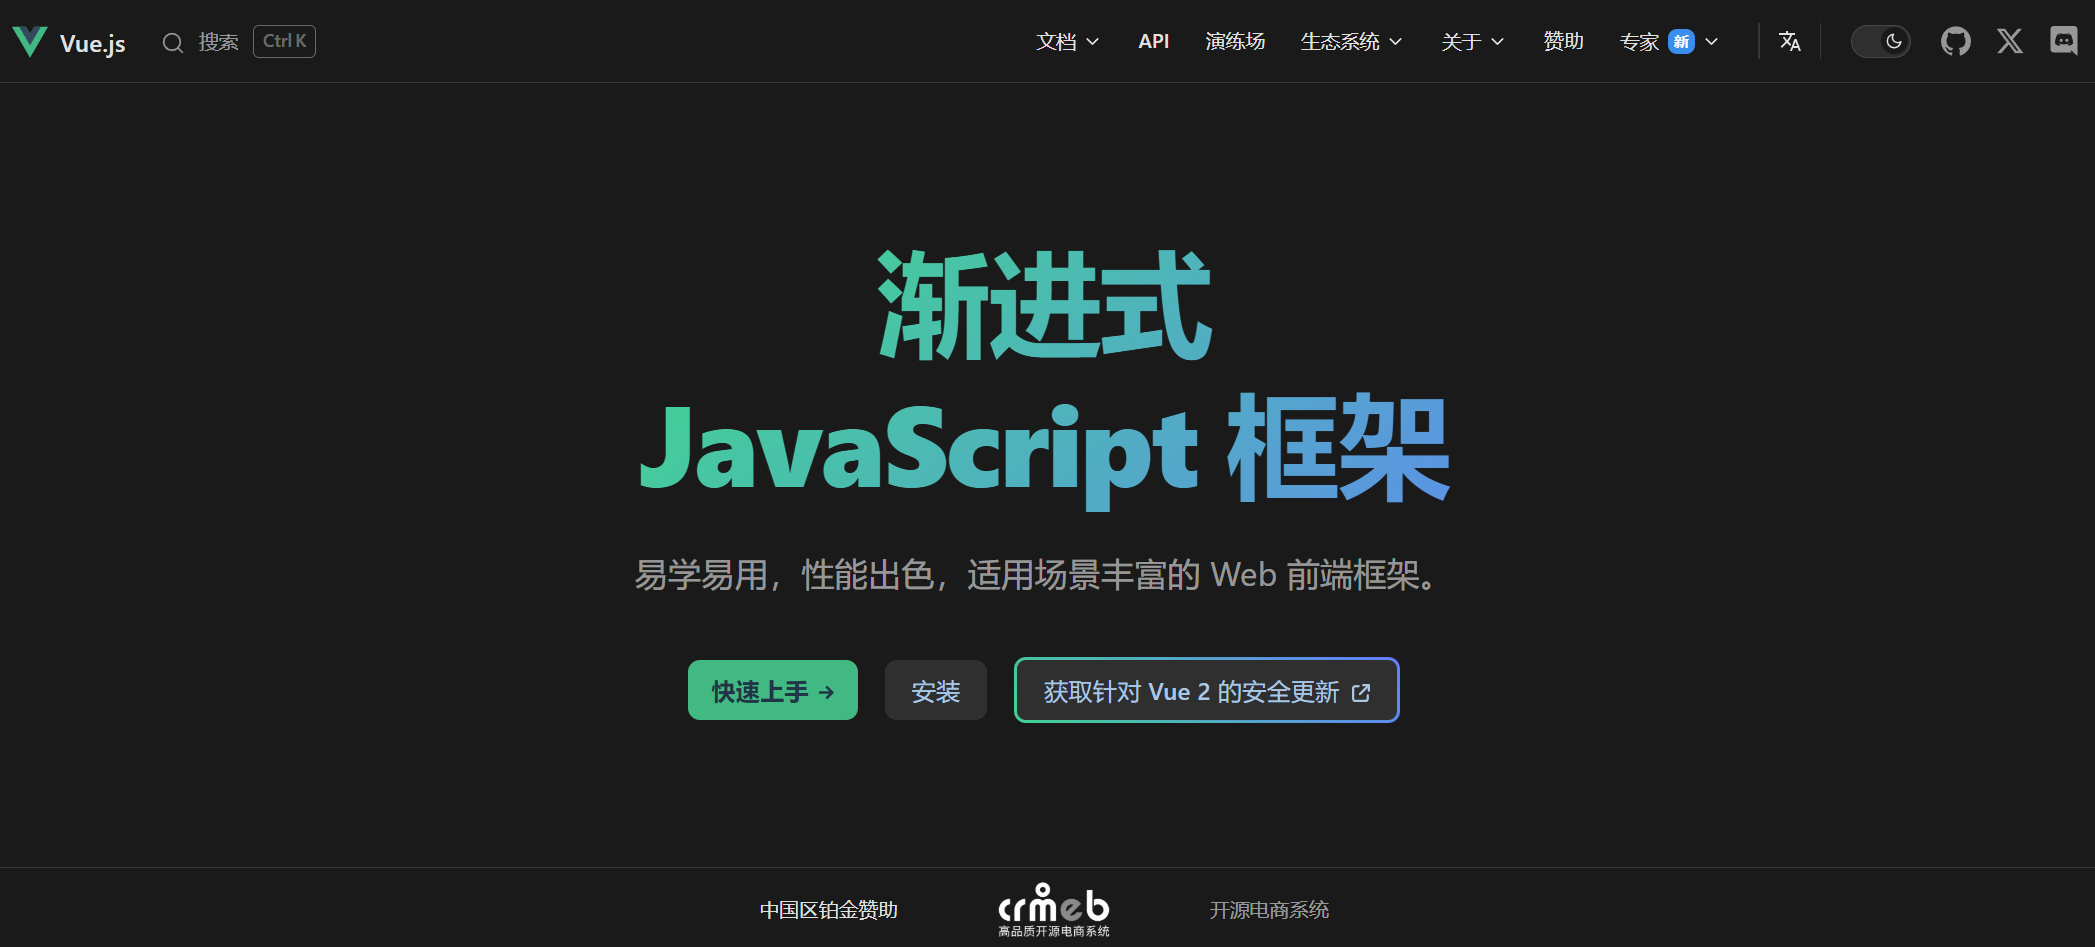 Vue.js
搜索
Ctrl K
文档
API
演练场
生态系统
关于
赞助
专家 新
渐进式
JavaScript 框架
易学易用，性能出色，适用场景丰富的 Web 前端框架。
快速上手 →
安装
获取针对 Vue 2 的安全更新
中国区铂金赞助
crmeb
高品质开源电商系统
开源电商系统